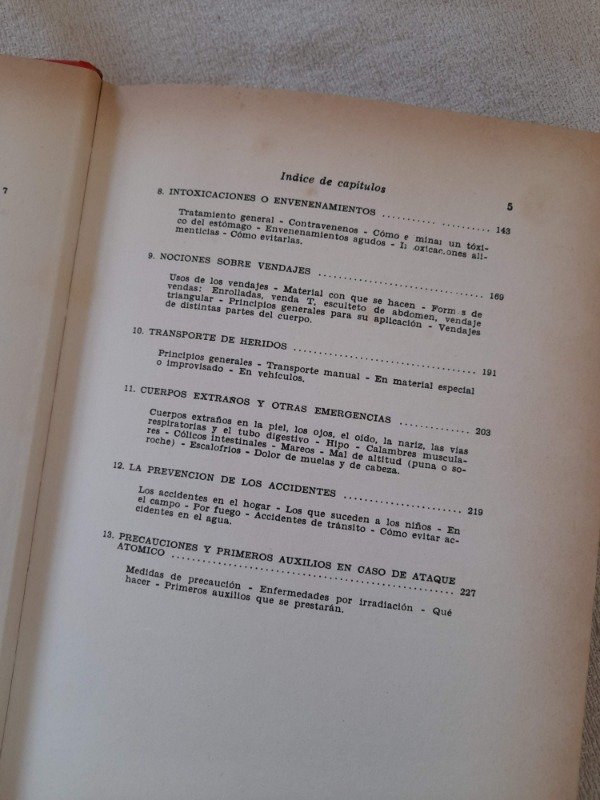 7
Indice de capítulos 5
8. INTOXICACIONES O ENVENENAMIENTOS .................... 143
Tratamiento general - Contravenenos - Cómo e minar un tóxi-
co del estómago - Envenenamientos agudos - I oxicaciones ali-
menticias - Cómo evitarlas.
9. NOCIONES SOBRE VENDAJES .................... 169
Usos de los vendajes - Material con que se hacen - Form s de
vendas: Enrolladas, venda T, esculteto de abdomen, vendaje
triangular - Principios generales para su aplicación - Vendajes
de distintas partes del cuerpo.
10. TRANSPORTE DE HERIDOS .................... 191
Principios generales - Transporte manual - En material especial
o improvisado - En vehículos.
11. CUERPOS EXTRAÑOS Y OTRAS EMERGENCIAS .................... 203
Cuerpos extraños en la piel, los ojos, el oído, la nariz, las vías
respiratorias y el tubo digestivo - Hipo - Calambres muscula-
res - Cólicos intestinales - Mareos - Mal de altitud (puna o so-
roche) - Escalofríos - Dolor de muelas y de cabeza.
12. LA PREVENCION DE LOS ACCIDENTES .................... 219
Los accidentes en el hogar - Los que suceden a los niños - En
el campo - Por fuego - Accidentes de tránsito - Cómo evitar ac-
cidentes en el agua.
13. PRECAUCIONES Y PRIMEROS AUXILIOS EN CASO DE ATAQUE
ATOMICO .................... 227
Medidas de precaución - Enfermedades por irradiación - Qué
hacer - Primeros auxilios que se prestarán.